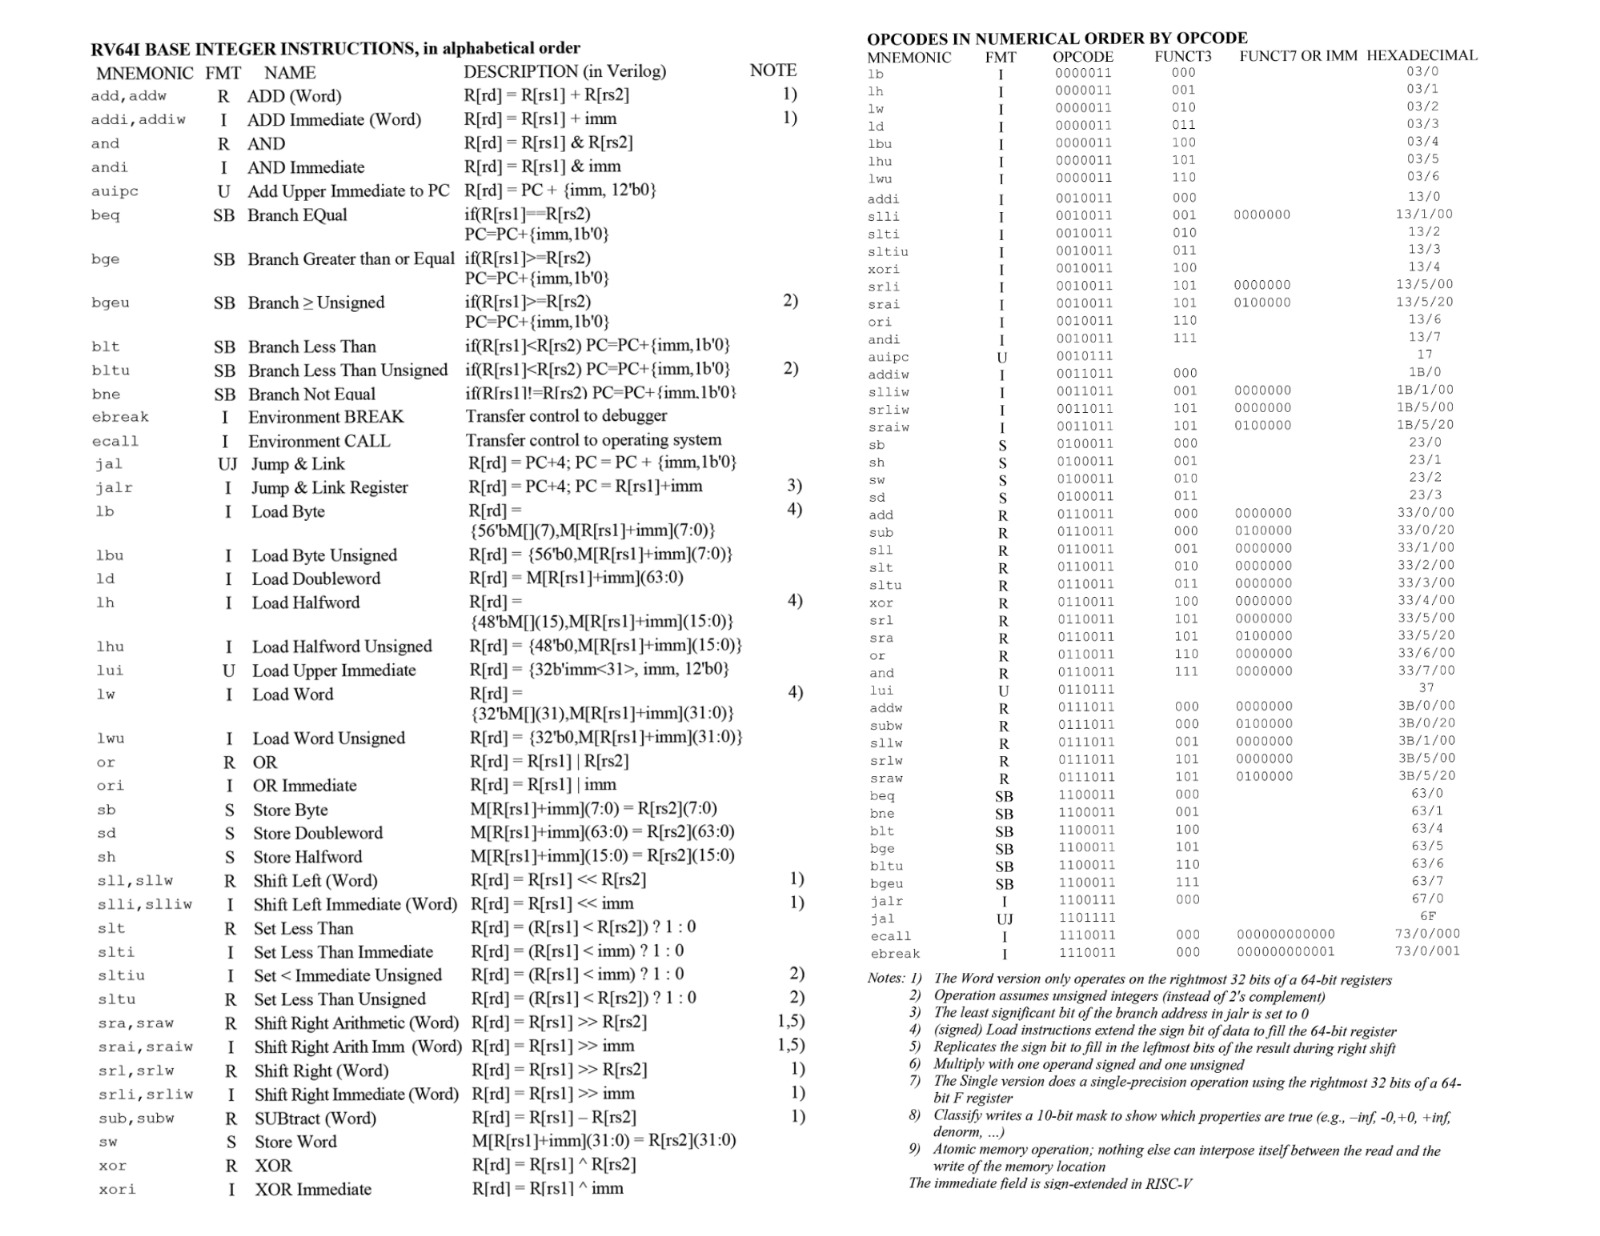 RV64I BASE INTEGER INSTRUCTIONS, in alphabetical order
MNEMONIC FMT NAME DESCRIPTION (in Verilog) NOTE
add,addw R ADD (Word) R[rd] = R[rs1] + R[rs2] 1)
addi,addiw I ADD Immediate (Word) R[rd] = R[rs1] + imm 1)
and R AND R[rd] = R[rs1] & R[rs2]
andi I AND Immediate R[rd] = R[rs1] & imm
auipc U Add Upper Immediate to PC R[rd] = PC + {imm, 12'b0}
beq SB Branch EQual if(R[rs1]==R[rs2)
PC=PC+{imm,1b'0}
bge SB Branch Greater than or Equal if(R[rs1]>=R[rs2)
PC=PC+{imm,1b'0}
bgeu SB Branch ≥ Unsigned if(R[rs1]>=R[rs2) 2)
PC=PC+{imm,1b'0}
blt SB Branch Less Than if(R[rs1]<R[rs2) PC=PC+{imm,1b'0}
bltu SB Branch Less Than Unsigned if(R[rs1]<R[rs2) PC=PC+{imm,1b'0} 2)
bne SB Branch Not Equal if(R[rs1]!=R[rs2) PC=PC+{imm,1b'0}
ebreak I Environment BREAK Transfer control to debugger
ecall I Environment CALL Transfer control to operating system
jal UJ Jump & Link R[rd] = PC+4; PC = PC + {imm,1b'0}
jalr I Jump & Link Register R[rd] = PC+4; PC = R[rs1]+imm 3)
lb I Load Byte R[rd] = 4)
{56'bM[](7),M[R[rs1]+imm](7:0)}
lbu I Load Byte Unsigned R[rd] = {56'b0,M[R[rs1]+imm](7:0)}
ld I Load Doubleword R[rd] = M[R[rs1]+imm](63:0)
lh I Load Halfword R[rd] = 4)
{48'bM[](15),M[R[rs1]+imm](15:0)}
lhu I Load Halfword Unsigned R[rd] = {48'b0,M[R[rs1]+imm](15:0)}
lui U Load Upper Immediate R[rd] = {32b'imm<31>, imm, 12'b0}
lw I Load Word R[rd] = 4)
{32'bM[](31),M[R[rs1]+imm](31:0)}
lwu I Load Word Unsigned R[rd] = {32'b0,M[R[rs1]+imm](31:0)}
or R OR R[rd] = R[rs1] | R[rs2]
ori I OR Immediate R[rd] = R[rs1] | imm
sb S Store Byte M[R[rs1]+imm](7:0) = R[rs2](7:0)
sd S Store Doubleword M[R[rs1]+imm](63:0) = R[rs2](63:0)
sh S Store Halfword M[R[rs1]+imm](15:0) = R[rs2](15:0)
sll,sllw R Shift Left (Word) R[rd] = R[rs1] << R[rs2] 1)
slli,slliw I Shift Left Immediate (Word) R[rd] = R[rs1] << imm 1)
slt R Set Less Than R[rd] = (R[rs1] < R[rs2]) ? 1 : 0
slti I Set Less Than Immediate R[rd] = (R[rs1] < imm) ? 1 : 0
sltiu I Set < Immediate Unsigned R[rd] = (R[rs1] < imm) ? 1 : 0 2)
sltu R Set Less Than Unsigned R[rd] = (R[rs1] < R[rs2]) ? 1 : 0 2)
sra,sraw R Shift Right Arithmetic (Word) R[rd] = R[rs1] >> R[rs2] 1,5)
srai,sraiw I Shift Right Arith Imm (Word) R[rd] = R[rs1] >> imm 1,5)
srl,srlw R Shift Right (Word) R[rd] = R[rs1] >> R[rs2] 1)
srli,srliw I Shift Right Immediate (Word) R[rd] = R[rs1] >> imm 1)
sub,subw R SUBtract (Word) R[rd] = R[rs1] – R[rs2] 1)
sw S Store Word M[R[rs1]+imm](31:0) = R[rs2](31:0)
xor R XOR R[rd] = R[rs1] ^ R[rs2]
xori I XOR Immediate R[rd] = R[rs1] ^ imm
OPCODES IN NUMERICAL ORDER BY OPCODE
MNEMONIC FMT OPCODE FUNCT3 FUNCT7 OR IMM HEXADECIMAL
lb I 0000011 000 03/0
lh I 0000011 001 03/1
lw I 0000011 010 03/2
ld I 0000011 011 03/3
lbu I 0000011 100 03/4
lhu I 0000011 101 03/5
lwu I 0000011 110 03/6
addi I 0010011 000 13/0
slli I 0010011 001 0000000 13/1/00
slti I 0010011 010 13/2
sltiu I 0010011 011 13/3
xori I 0010011 100 13/4
srli I 0010011 101 0000000 13/5/00
srai I 0010011 101 0100000 13/5/20
ori I 0010011 110 13/6
andi I 0010011 111 13/7
auipc U 0010111 17
addiw I 0011011 000 1B/0
slliw I 0011011 001 0000000 1B/1/00
srliw I 0011011 101 0000000 1B/5/00
sraiw I 0011011 101 0100000 1B/5/20
sb S 0100011 000 23/0
sh S 0100011 001 23/1
sw S 0100011 010 23/2
sd S 0100011 011 23/3
add R 0110011 000 0000000 33/0/00
sub R 0110011 000 0100000 33/0/20
sll R 0110011 001 0000000 33/1/00
slt R 0110011 010 0000000 33/2/00
sltu R 0110011 011 0000000 33/3/00
xor R 0110011 100 0000000 33/4/00
srl R 0110011 101 0000000 33/5/00
sra R 0110011 101 0100000 33/5/20
or R 0110011 110 0000000 33/6/00
and R 0110011 111 0000000 33/7/00
lui U 0110111 37
addw R 0111011 000 0000000 3B/0/00
subw R 0111011 000 0100000 3B/0/20
sllw R 0111011 001 0000000 3B/1/00
srlw R 0111011 101 0000000 3B/5/00
sraw R 0111011 101 0100000 3B/5/20
beq SB 1100011 000 63/0
bne SB 1100011 001 63/1
blt SB 1100011 100 63/4
bge SB 1100011 101 63/5
bltu SB 1100011 110 63/6
bgeu SB 1100011 111 63/7
jalr I 1100111 000 67/0
jal UJ 1101111 6F
ecall I 1110011 000 000000000000 73/0/000
ebreak I 1110011 000 000000000001 73/0/001
Notes: 1) The Word version only operates on the rightmost 32 bits of a 64-bit registers
2) Operation assumes unsigned integers (instead of 2's complement)
3) The least significant bit of the branch address in jalr is set to 0
4) (signed) Load instructions extend the sign bit of data to fill the 64-bit register
5) Replicates the sign bit to fill in the leftmost bits of the result during right shift
6) Multiply with one operand signed and one unsigned
7) The Single version does a single-precision operation using the rightmost 32 bits of a 64-
bit F register
8) Classify writes a 10-bit mask to show which properties are true (e.g., –inf, -0,+0, +inf,
denorm, ...)
9) Atomic memory operation; nothing else can interpose itself between the read and the
write of the memory location
The immediate field is sign-extended in RISC-V